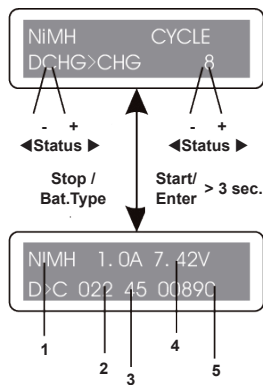 NiMH CYCLE
DCHG>CHG 8
- + - +
◀Status ▶ ◀Status ▶
Stop / Start/
Bat.Type Enter > 3 sec.
NIMH 1.0A 7.42V
D>C 022 45 00890
1 2 3 4 5